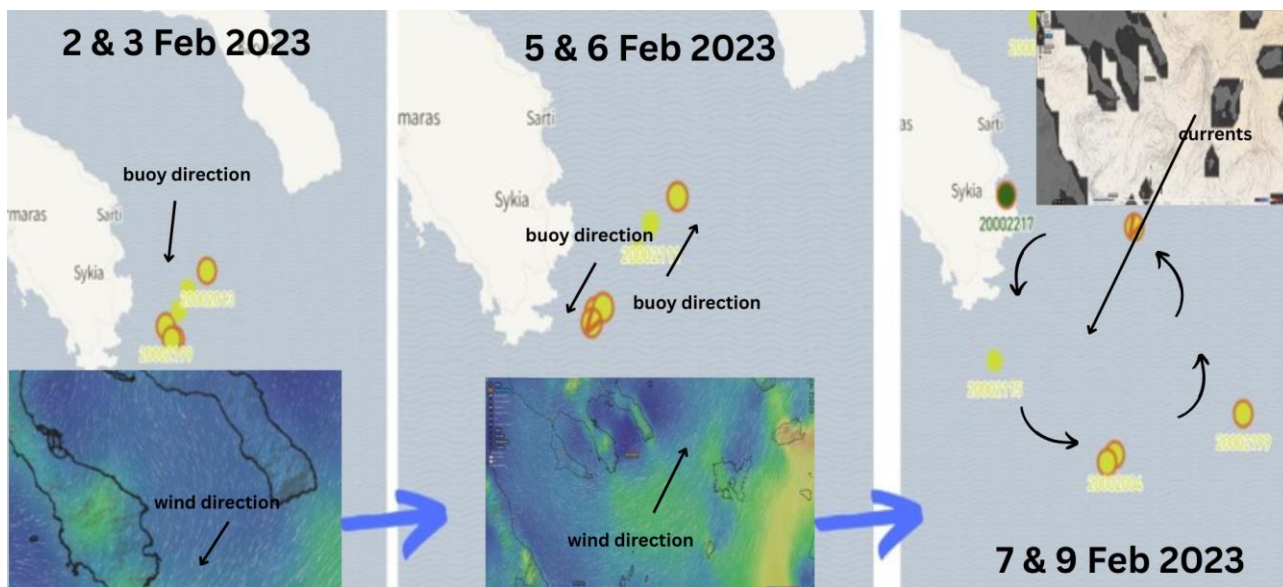 2 & 3 Feb 2023
buoy direction
rmaras
Sarti
Sykia
20002013
20002199
wind direction
5 & 6 Feb 2023
maras
Sarti
Sykia
buoy direction
buoy direction
wind direction
currents
as
Sarti
Sykia
20002217
20002115
20002199
20002004
7 & 9 Feb 2023